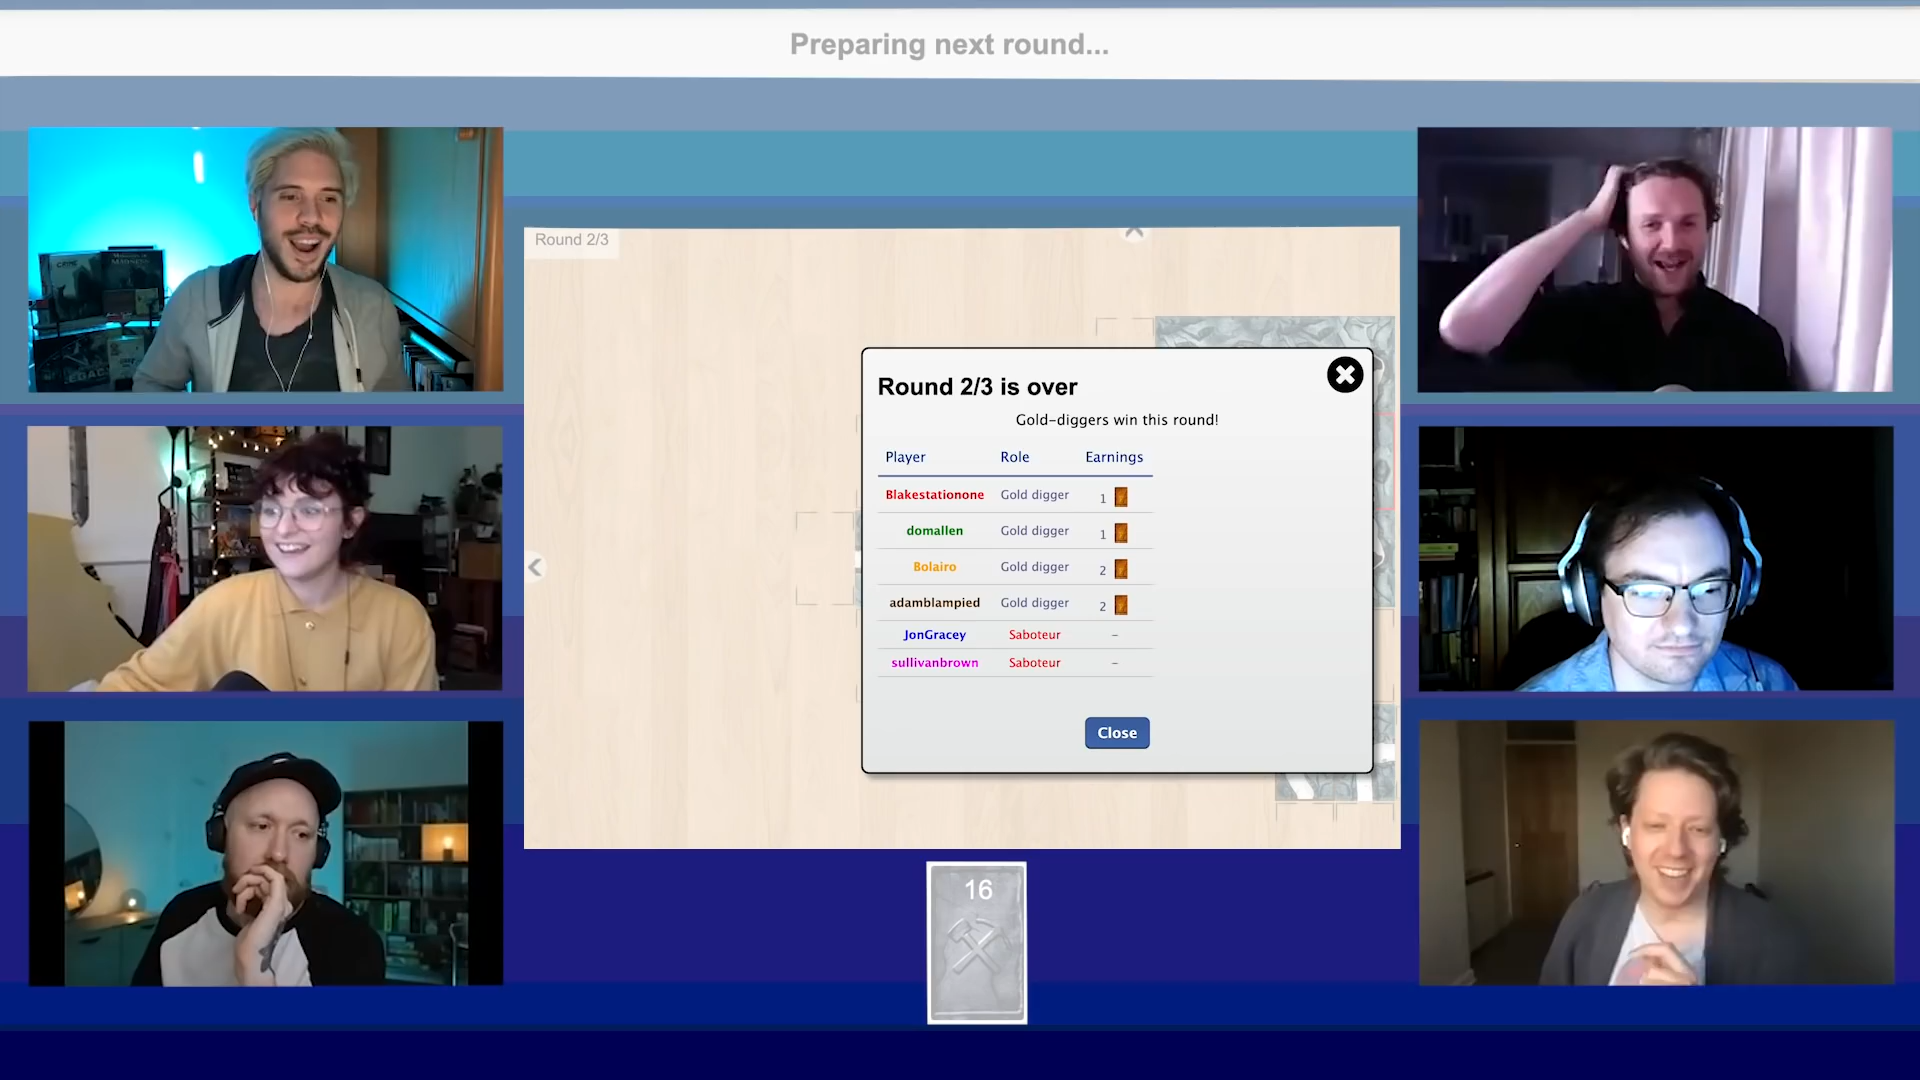 Preparing next round...
Round 2/3
Round 2/3 is over
Gold-diggers win this round!
Player Role Earnings
Blakestationone Gold digger 1
domallen Gold digger 1
Bolairo Gold digger 2
adamblampied Gold digger 2
JonGracey Saboteur –
sullivanbrown Saboteur –
Close
16